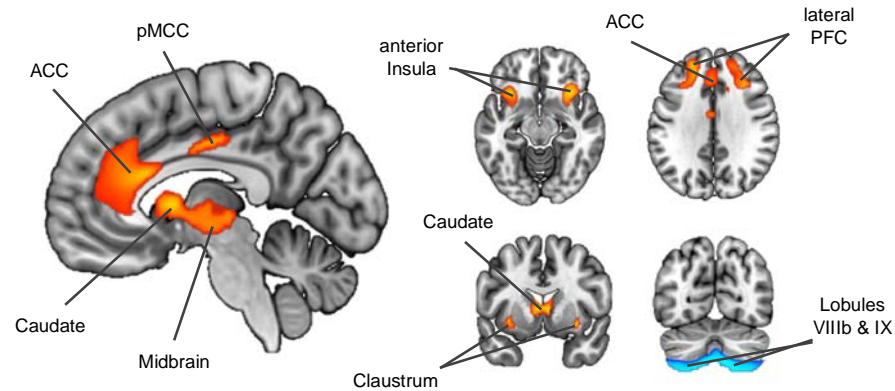 pMCC
ACC
Caudate
Midbrain
anterior
Insula
ACC
lateral
PFC
Caudate
Claustrum
Lobules
VIIIb & IX